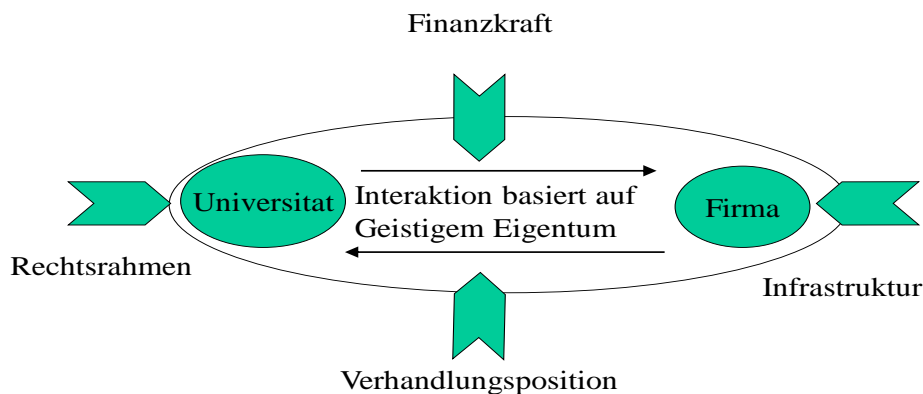 Finanzkraft
Universitat
Interaktion basiert auf
Geistigem Eigentum
Firma
Rechtsrahmen
Infrastruktur
Verhandlungsposition